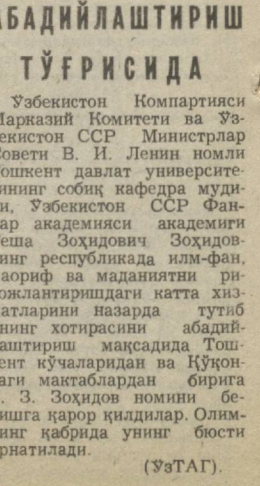 АБАДИЙЛАШТИРИШ
ТЎҒРИСИДА
Ўзбекистон Компартияси
Марказий Комитети ва Ўз-
бекистон ССР Министрлар
Совети В. И. Ленин номли
Тошкент давлат университе-
тининг собиқ кафедра муди-
ри, Ўзбекистон ССР Фан-
лар академияси академиги
Теша Зоҳидович Зоҳидов-
нинг республикада илм-фан,
маориф ва маданиятни ри-
вожлантиришдаги катта хиз-
матларини назарда тутиб
унинг хотирасини абадий-
лаштириш мақсадида Тош-
кент кўчаларидан ва Қўқон-
даги мактаблардан бирига
З. Зоҳидов номини бе-
ришга қарор қилдилар. Олим-
нинг қабрида унинг бюсти
ўрнатилади.
(ЎзТАГ).